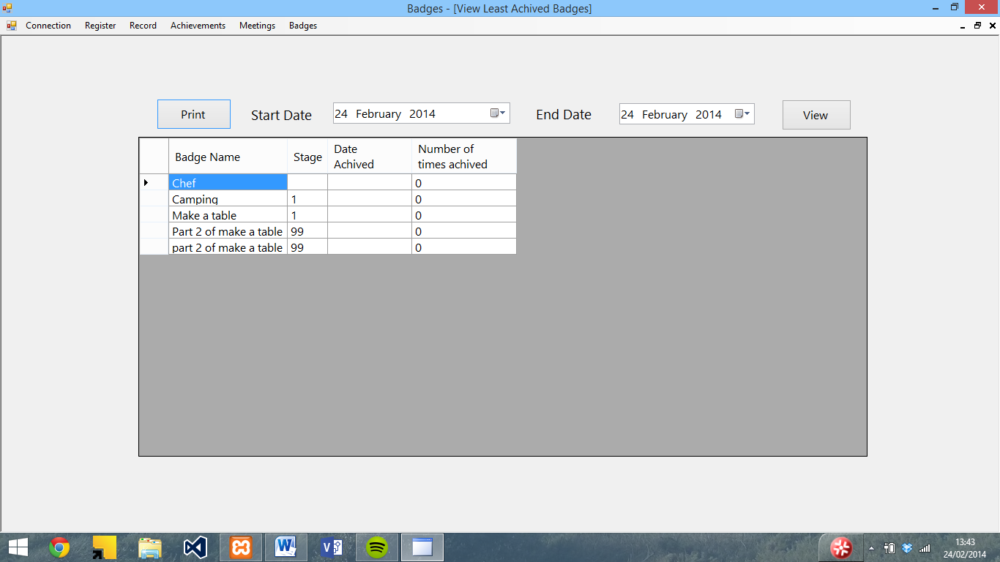 Badges - [View Least Achived Badges]
Connection Register Record Achievements Meetings Badges
Print Start Date 24 February 2014 End Date 24 February 2014 View
Badge Name Stage Date Achived Number of times achived
Chef 0
Camping 1 0
Make a table 1 0
Part 2 of make a table 99 0
part 2 of make a table 99 0
13:43
24/02/2014